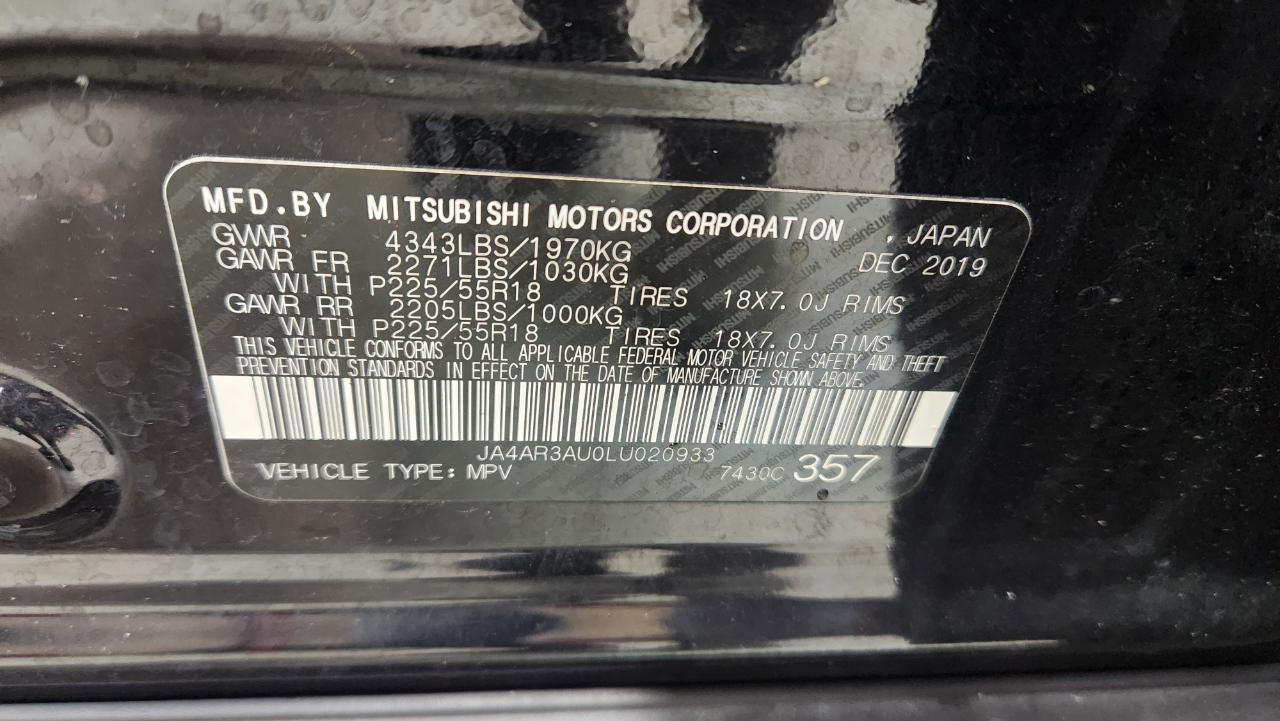 MFD.BY MITSUBISHI MOTORS CORPORATION , JAPAN
GVWR 4343LBS/1970KG DEC 2019
GAWR FR 2271LBS/1030KG
WITH P225/55R18 TIRES 18X7.0J RIMS
GAWR RR 2205LBS/1000KG
WITH P225/55R18 TIRES 18X7.0J RIMS
THIS VEHICLE CONFORMS TO ALL APPLICABLE FEDERAL MOTOR VEHICLE SAFETY AND THEFT
PREVENTION STANDARDS IN EFFECT ON THE DATE OF MANUFACTURE SHOWN ABOVE.
JA4AR3AU0LU020933
VEHICLE TYPE: MPV 7430C 357